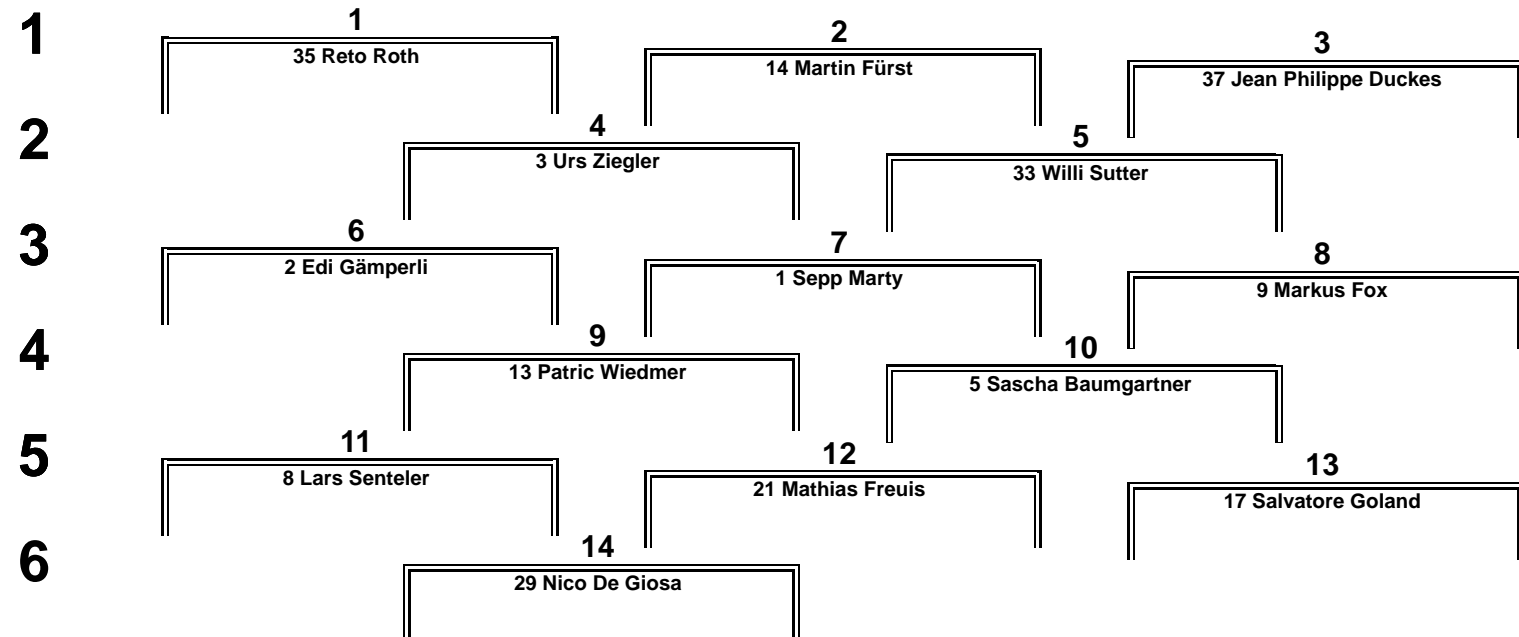 1
1
35 Reto Roth
2
14 Martin Fürst
3
37 Jean Philippe Duckes
2
4
3 Urs Ziegler
5
33 Willi Sutter
3
6
2 Edi Gämperli
7
1 Sepp Marty
8
9 Markus Fox
4
9
13 Patric Wiedmer
10
5 Sascha Baumgartner
5
11
8 Lars Senteler
12
21 Mathias Freuis
13
17 Salvatore Goland
6
14
29 Nico De Giosa